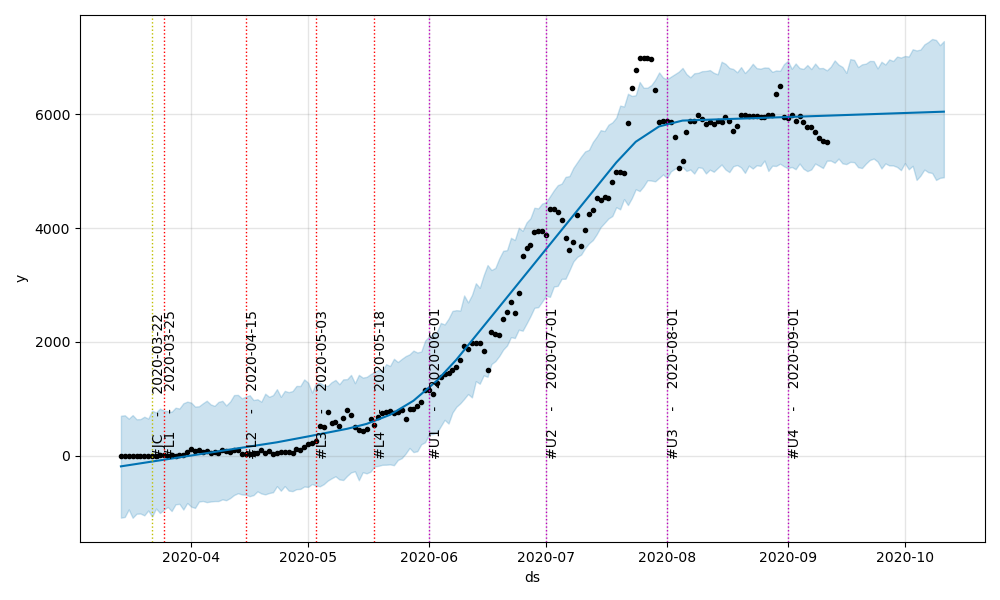 y
6000
4000
2000
0
#JC - 2020-03-22
#L1 - 2020-03-25
#L2 - 2020-04-15
#L3 - 2020-05-03
#L4 - 2020-05-18
#U1 - 2020-06-01
#U2 - 2020-07-01
#U3 - 2020-08-01
#U4 - 2020-09-01
2020-04 2020-05 2020-06 2020-07 2020-08 2020-09 2020-10
ds